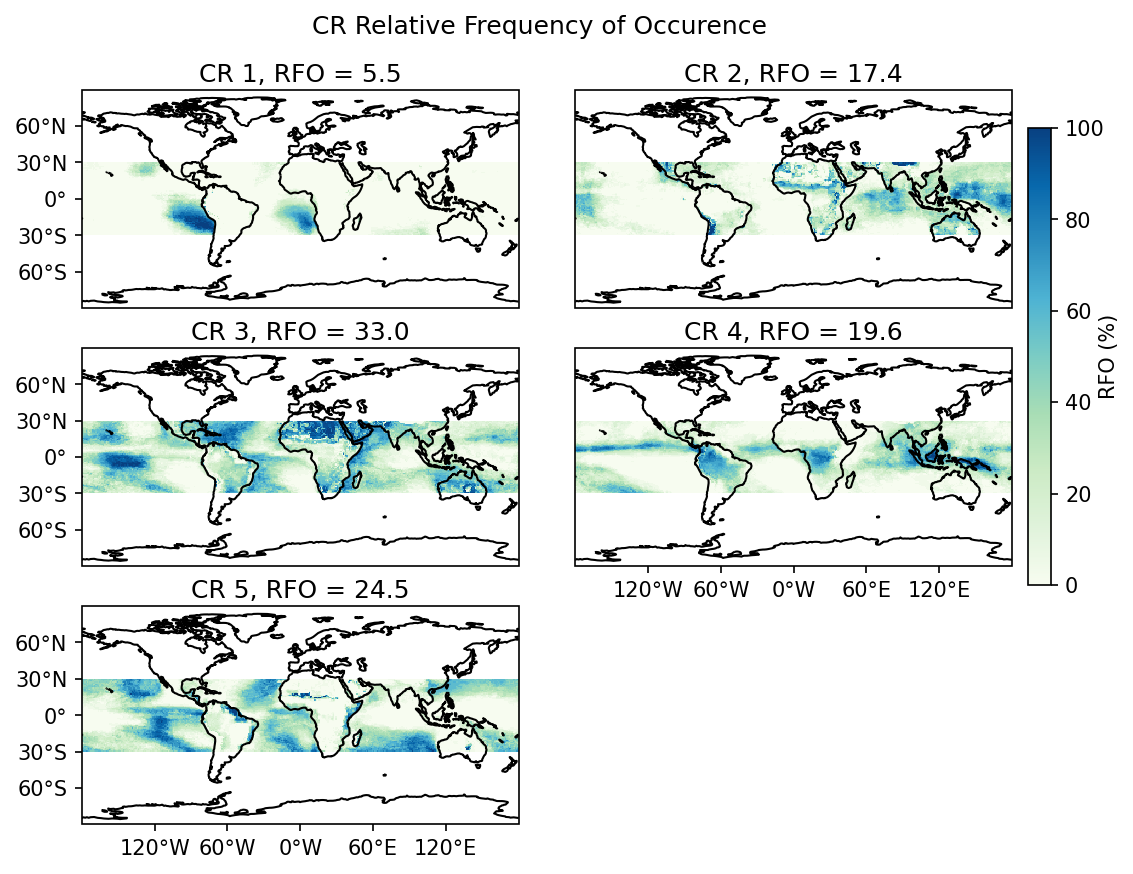 CR Relative Frequency of Occurence
CR 1, RFO = 5.5
60°N
30°N
0°
30°S
60°S
CR 2, RFO = 17.4
CR 3, RFO = 33.0
60°N
30°N
0°
30°S
60°S
CR 4, RFO = 19.6
120°W 60°W 0°W 60°E 120°E
CR 5, RFO = 24.5
60°N
30°N
0°
30°S
60°S
120°W 60°W 0°W 60°E 120°E
100
80
60
40
20
0
RFO (%)